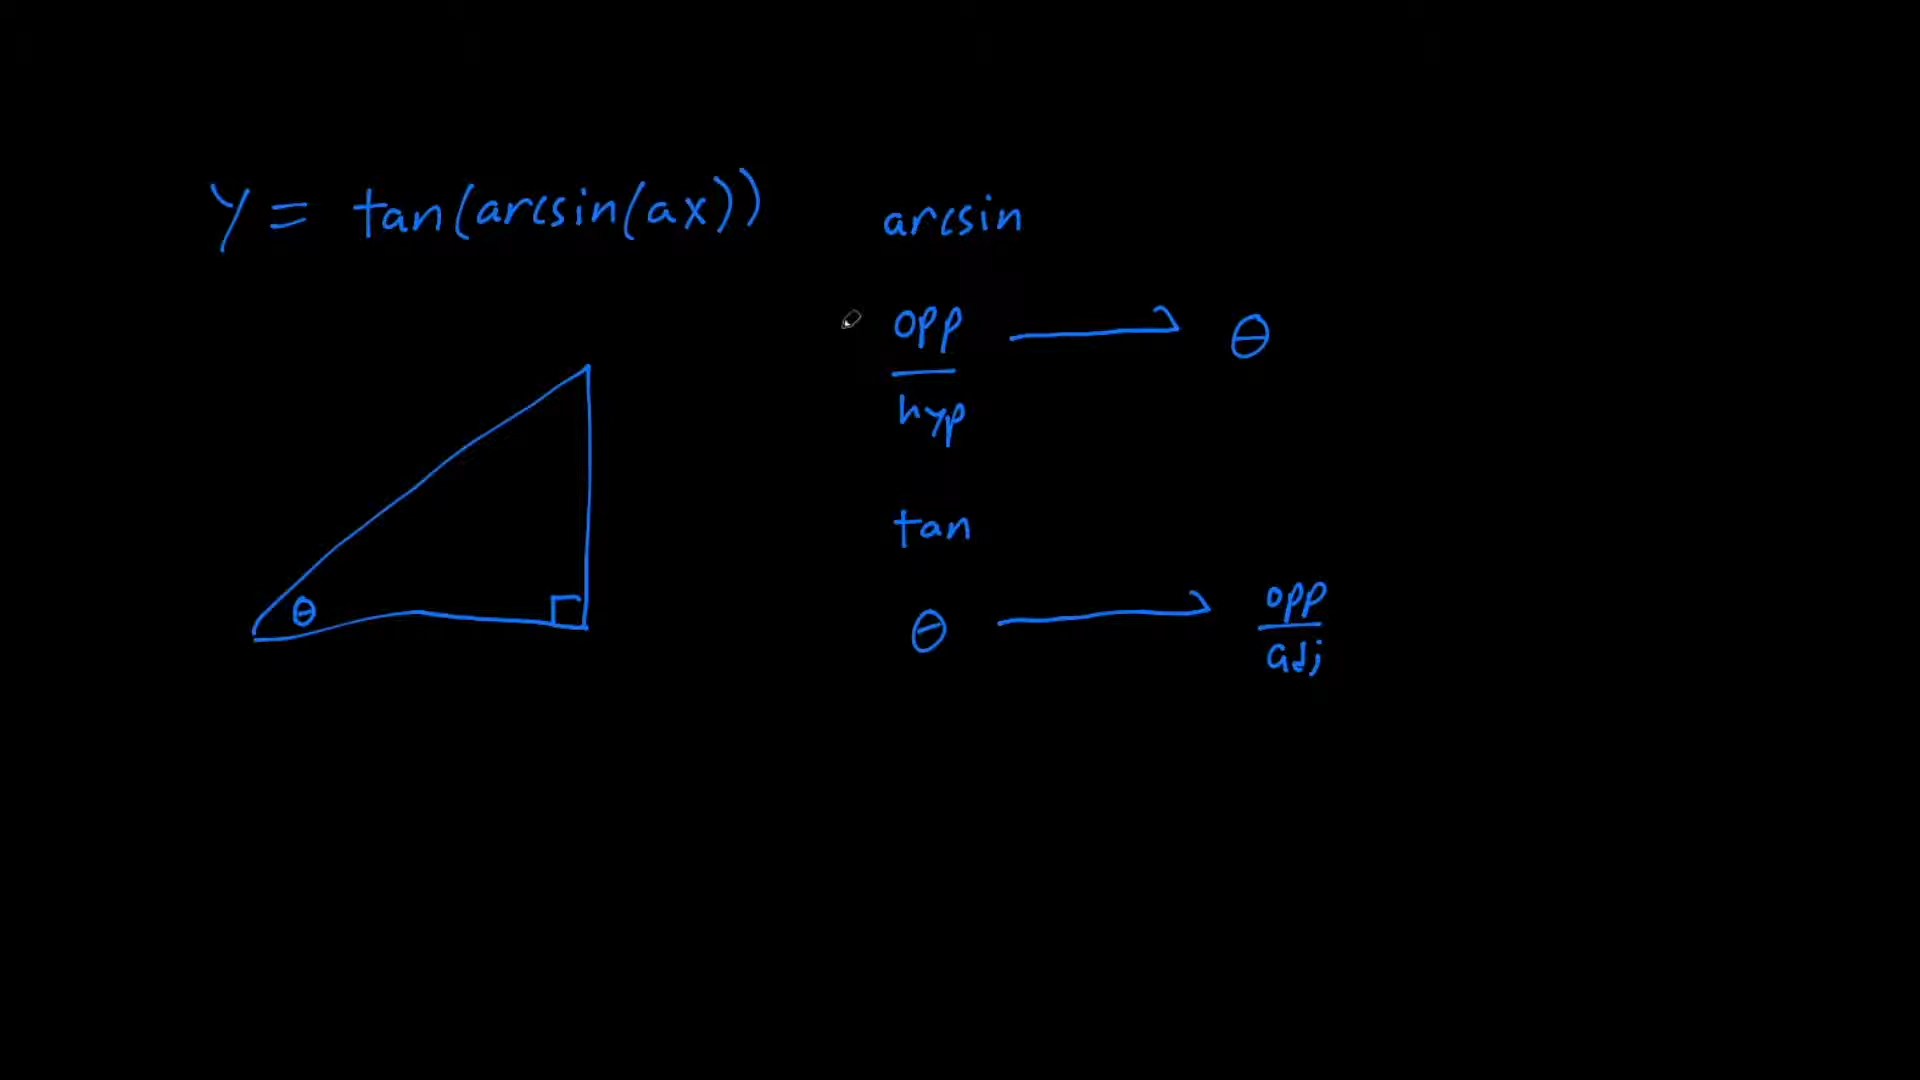 y = tan(arcsin(ax))
arcsin
opp
hyp
θ
tan
θ
opp
adj
θ